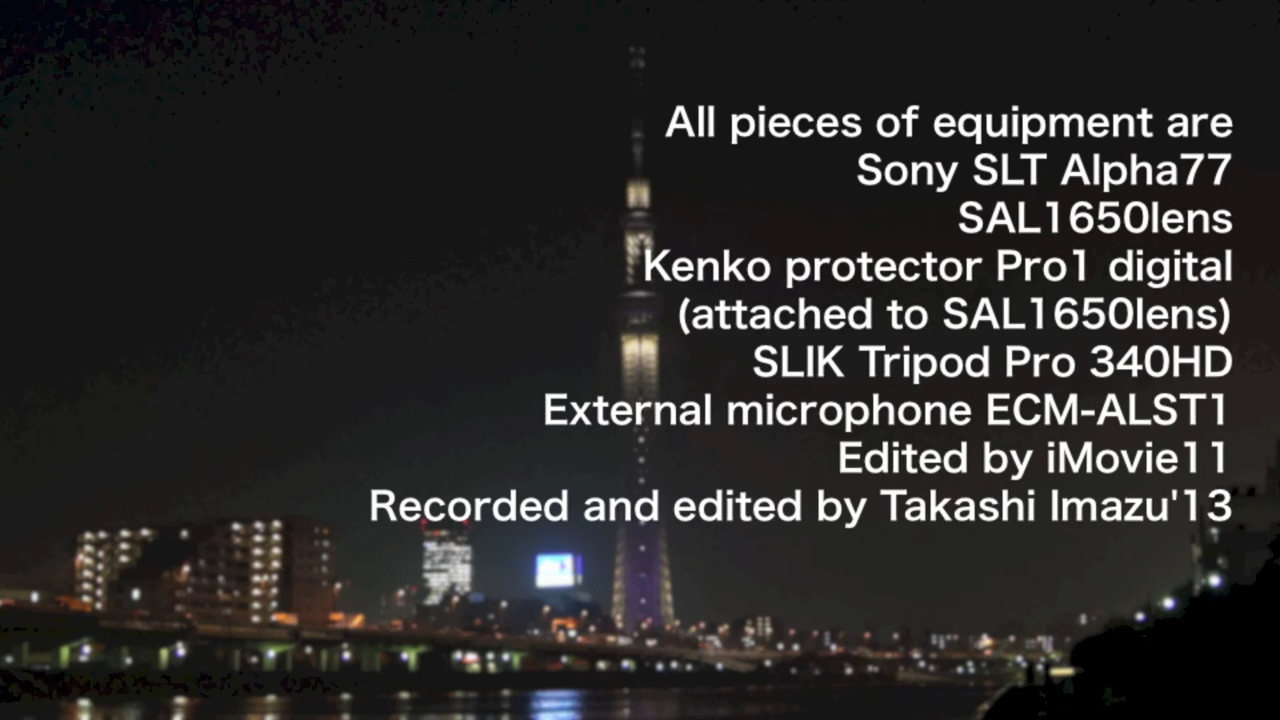 All pieces of equipment are
Sony SLT Alpha77
SAL1650lens
Kenko protector Pro1 digital
(attached to SAL1650lens)
SLIK Tripod Pro 340HD
External microphone ECM-ALST1
Edited by iMovie11
Recorded and edited by Takashi Imazu'13